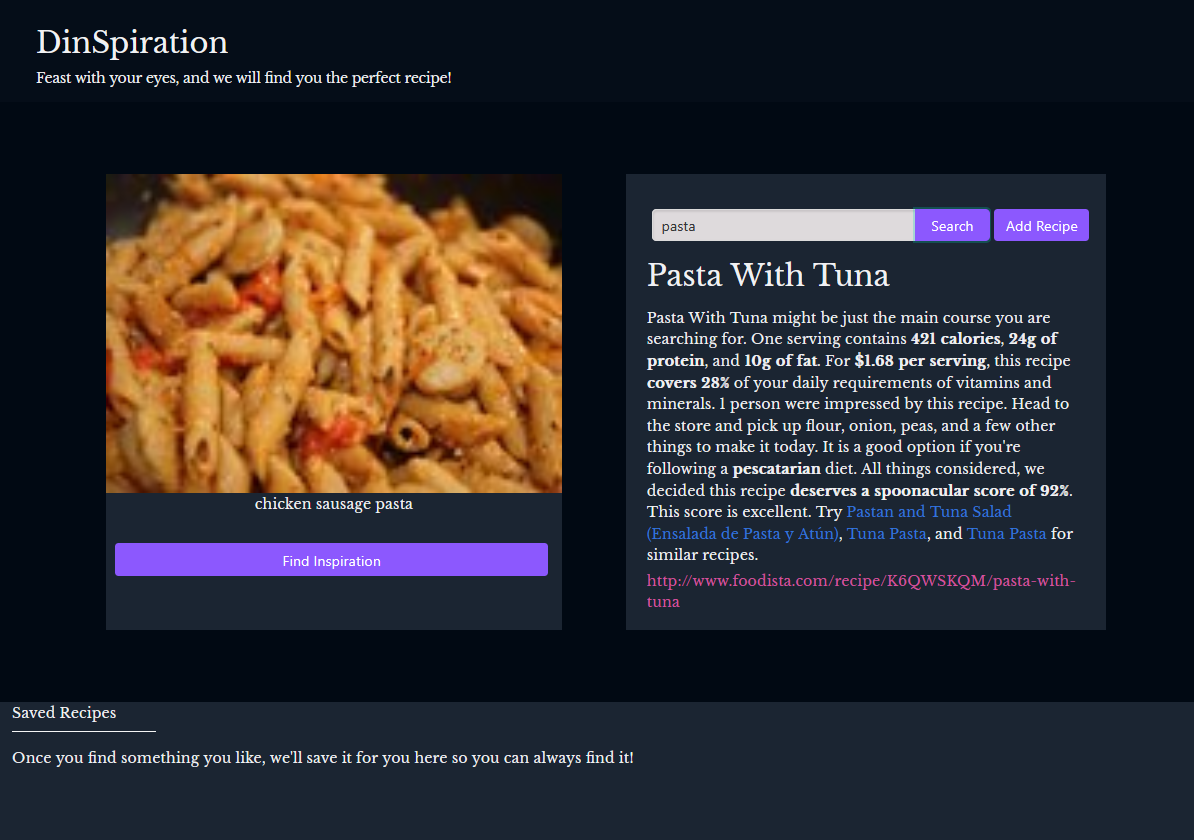 DinSpiration
Feast with your eyes, and we will find you the perfect recipe!
chicken sausage pasta
Find Inspiration
pasta
Search
Add Recipe
Pasta With Tuna
Pasta With Tuna might be just the main course you are
searching for. One serving contains 421 calories, 24g of
protein, and 10g of fat. For $1.68 per serving, this recipe
covers 28% of your daily requirements of vitamins and
minerals. 1 person were impressed by this recipe. Head to
the store and pick up flour, onion, peas, and a few other
things to make it today. It is a good option if you're
following a pescatarian diet. All things considered, we
decided this recipe deserves a spoonacular score of 92%.
This score is excellent. Try Pastan and Tuna Salad
(Ensalada de Pasta y Atún), Tuna Pasta, and Tuna Pasta for
similar recipes.
http://www.foodista.com/recipe/K6QWSKQM/pasta-with-
tuna
Saved Recipes
Once you find something you like, we'll save it for you here so you can always find it!